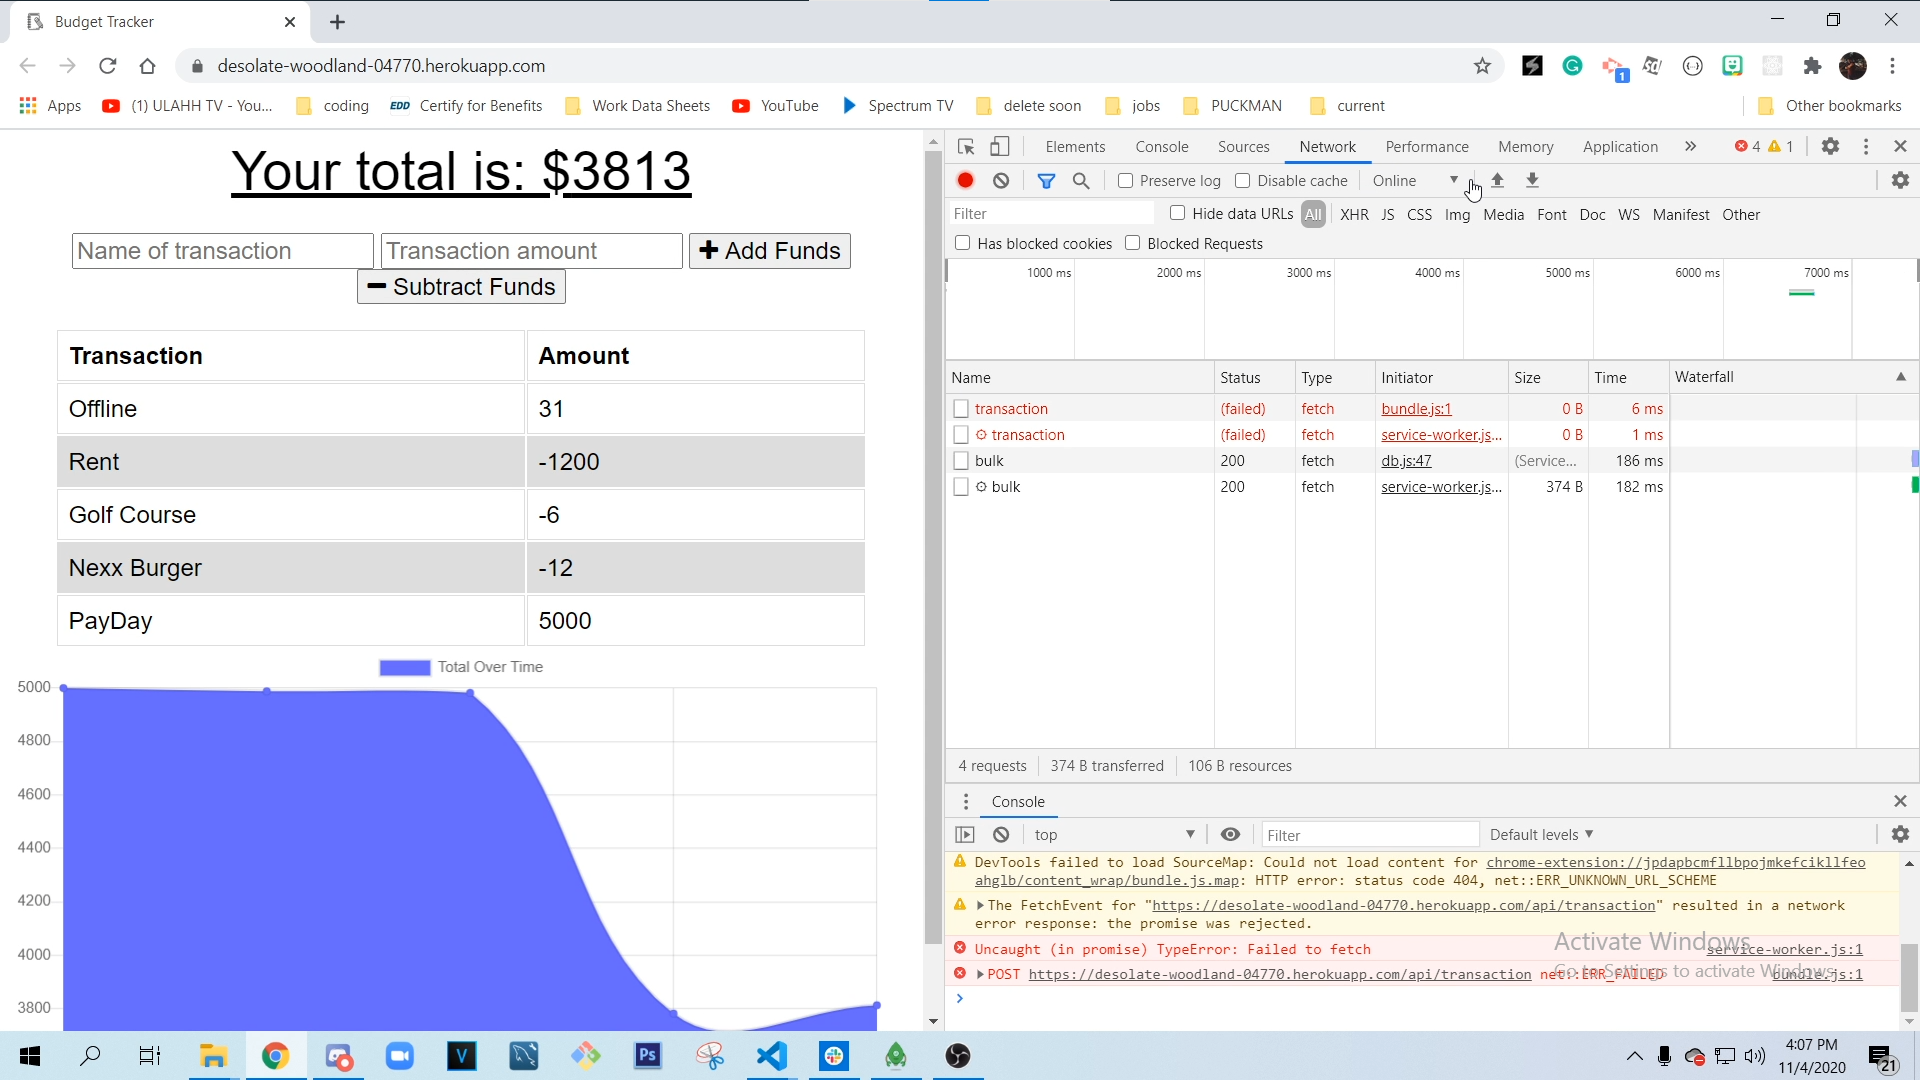 Budget Tracker
desolate-woodland-04770.herokuapp.com
1
Apps (1) ULAHH TV - You... coding EDD Certify for Benefits Work Data Sheets YouTube Spectrum TV delete soon jobs PUCKMAN current Other bookmarks
Your total is: $3813
Name of transaction Transaction amount Add Funds
Subtract Funds
Transaction Amount
Offline 31
Rent -1200
Golf Course -6
Nexx Burger -12
PayDay 5000
Total Over Time
5000
4800
4600
4400
4200
4000
3800
Elements Console Sources Network Performance Memory Application » 4 1
Preserve log Disable cache Online
Filter Hide data URLs All XHR JS CSS Img Media Font Doc WS Manifest Other
Has blocked cookies Blocked Requests
1000 ms 2000 ms 3000 ms 4000 ms 5000 ms 6000 ms 7000 ms
Name Status Type Initiator Size Time Waterfall
transaction (failed) fetch bundle.js:1 0 B 6 ms
transaction (failed) fetch service-worker.js... 0 B 1 ms
bulk 200 fetch db.js:47 (Service... 186 ms
bulk 200 fetch service-worker.js... 374 B 182 ms
4 requests 374 B transferred 106 B resources
Console
top Filter Default levels
DevTools failed to load SourceMap: Could not load content for chrome-extension://jpdapbcmfllbpojmkefcikllfeo
ahglb/content_wrap/bundle.js.map: HTTP error: status code 404, net::ERR_UNKNOWN_URL_SCHEME
The FetchEvent for "https://desolate-woodland-04770.herokuapp.com/api/transaction" resulted in a network
error response: the promise was rejected.
Uncaught (in promise) TypeError: Failed to fetch service-worker.js:1
POST https://desolate-woodland-04770.herokuapp.com/api/transaction net::ERR_FAILED bundle.js:1
Activate Windows
Go to Settings to activate Windows.
V Ps
4:07 PM
11/4/2020
21